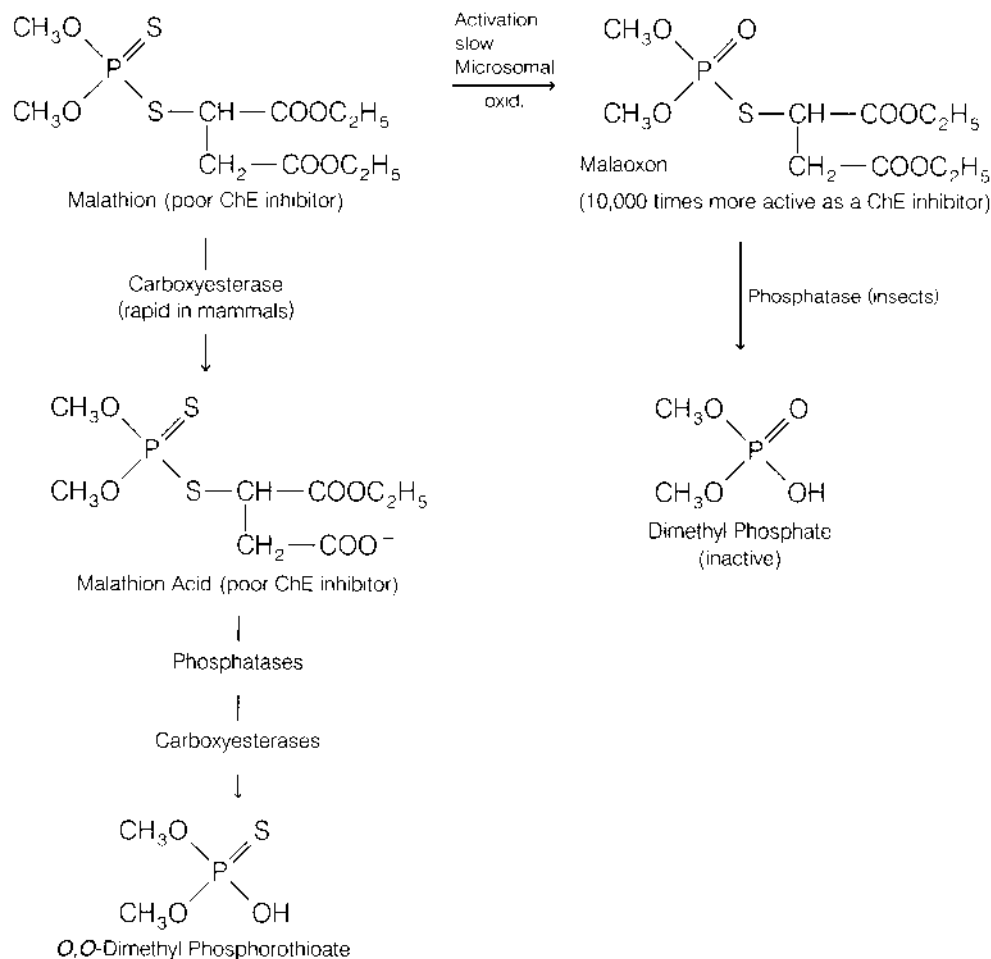 CH₃O S
P
CH₃O S—CH—COOC₂H₅
CH₂—COOC₂H₅
Malathion (poor ChE inhibitor)
Activation
slow
Microsomal
oxid.
CH₃O O
P
CH₃O S—CH—COOC₂H₅
Malaoxon CH₂—COOC₂H₅
(10,000 times more active as a ChE inhibitor)
Carboxyesterase
(rapid in mammals)
Phosphatase (insects)
CH₃O S
P
CH₃O S—CH—COOC₂H₅
CH₂—COO⁻
Malathion Acid (poor ChE inhibitor)
CH₃O O
P
CH₃O OH
Dimethyl Phosphate
(inactive)
Phosphatases
Carboxyesterases
CH₃O S
P
CH₃O OH
O,O-Dimethyl Phosphorothioate